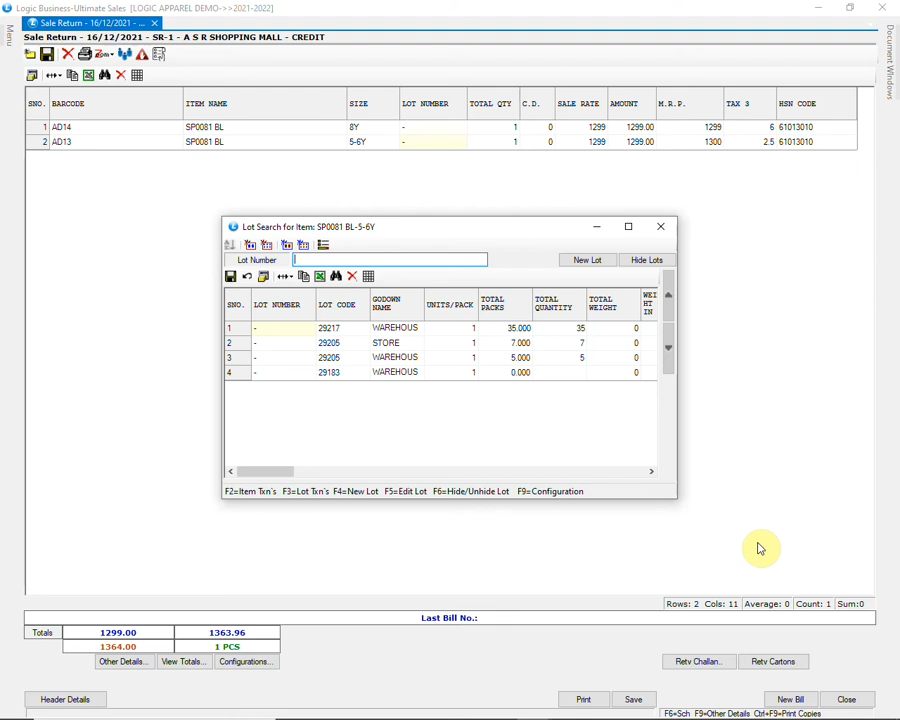 Logic Business-Ultimate Sales [LOGIC APPAREL DEMO->>2021-2022]
Menu
Sale Return - 16/12/2021 - ...
Document Windows
Sale Return - 16/12/2021 - SR-1 - A S R SHOPPING MALL - CREDIT
SNO. BARCODE ITEM NAME SIZE LOT NUMBER TOTAL QTY C.D. SALE RATE AMOUNT M.R.P. TAX 3 HSN CODE
1 AD14 SP0081 BL 8Y - 1 0 1299 1299.00 1299 6 61013010
2 AD13 SP0081 BL 5-6Y - 1 0 1299 1299.00 1300 2.5 61013010
Lot Search for Item: SP0081 BL-5-6Y
Lot Number New Lot Hide Lots
SNO. LOT NUMBER LOT CODE GODOWN NAME UNITS/PACK TOTAL PACKS TOTAL QUANTITY TOTAL WEIGHT WEI HT IN
1 - 29217 WAREHOUS 1 35.000 35 0
2 - 29205 STORE 1 7.000 7 0
3 - 29205 WAREHOUS 1 5.000 5 0
4 - 29183 WAREHOUS 1 0.000 0
F2=Item Txn's F3=Lot Txn's F4=New Lot F5=Edit Lot F6=Hide/Unhide Lot F9=Configuration
Rows: 2 Cols: 11 Average: 0 Count: 1 Sum:0
Last Bill No.:
Totals 1299.00 1363.96
1364.00 1 PCS
Other Details... View Totals... Configurations... Retv Challan.. Retv Cartons
Header Details Print Save New Bill Close
F6=Sch F9=Other Details Ctrl+F9=Print Copies